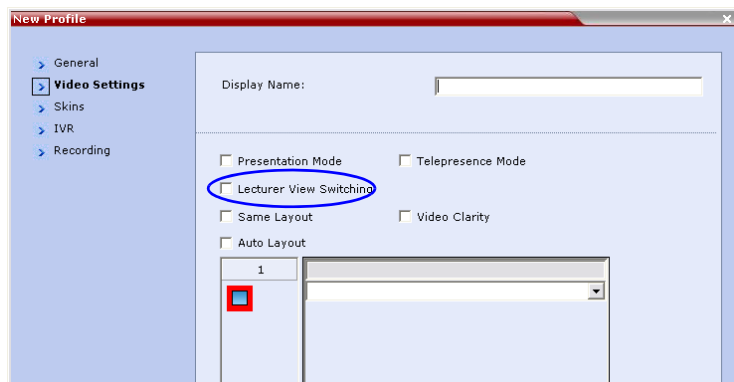 New Profile
General
Video Settings
Skins
IVR
Recording
Display Name:
Presentation Mode Telepresence Mode
Lecturer View Switching
Same Layout Video Clarity
Auto Layout
1